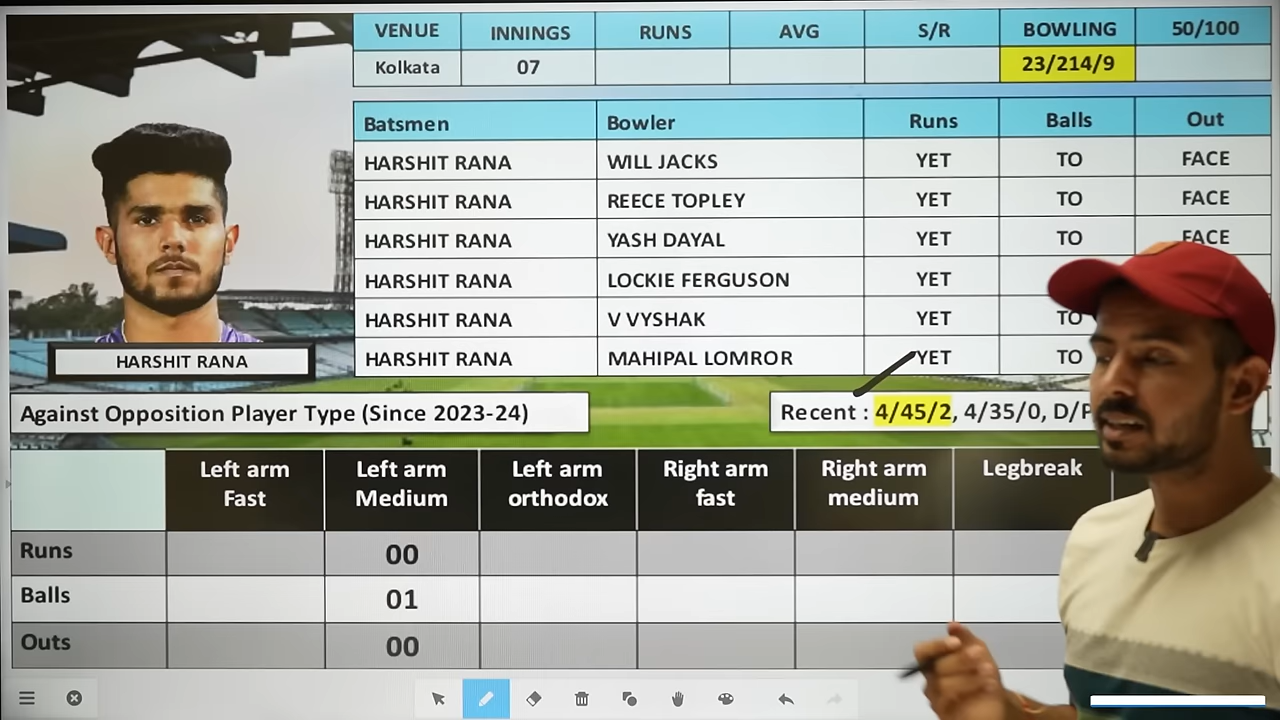 VENUE INNINGS RUNS AVG S/R BOWLING 50/100
Kolkata 07 23/214/9
Batsmen Bowler Runs Balls Out
HARSHIT RANA WILL JACKS YET TO FACE
HARSHIT RANA REECE TOPLEY YET TO FACE
HARSHIT RANA YASH DAYAL YET TO FACE
HARSHIT RANA LOCKIE FERGUSON YET
HARSHIT RANA V VYSHAK YET TO
HARSHIT RANA MAHIPAL LOMROR YET TO
HARSHIT RANA
Against Opposition Player Type (Since 2023-24)
Recent : 4/45/2, 4/35/0, D/P
Left arm Fast Left arm Medium Left arm orthodox Right arm fast Right arm medium Legbreak
Runs 00
Balls 01
Outs 00